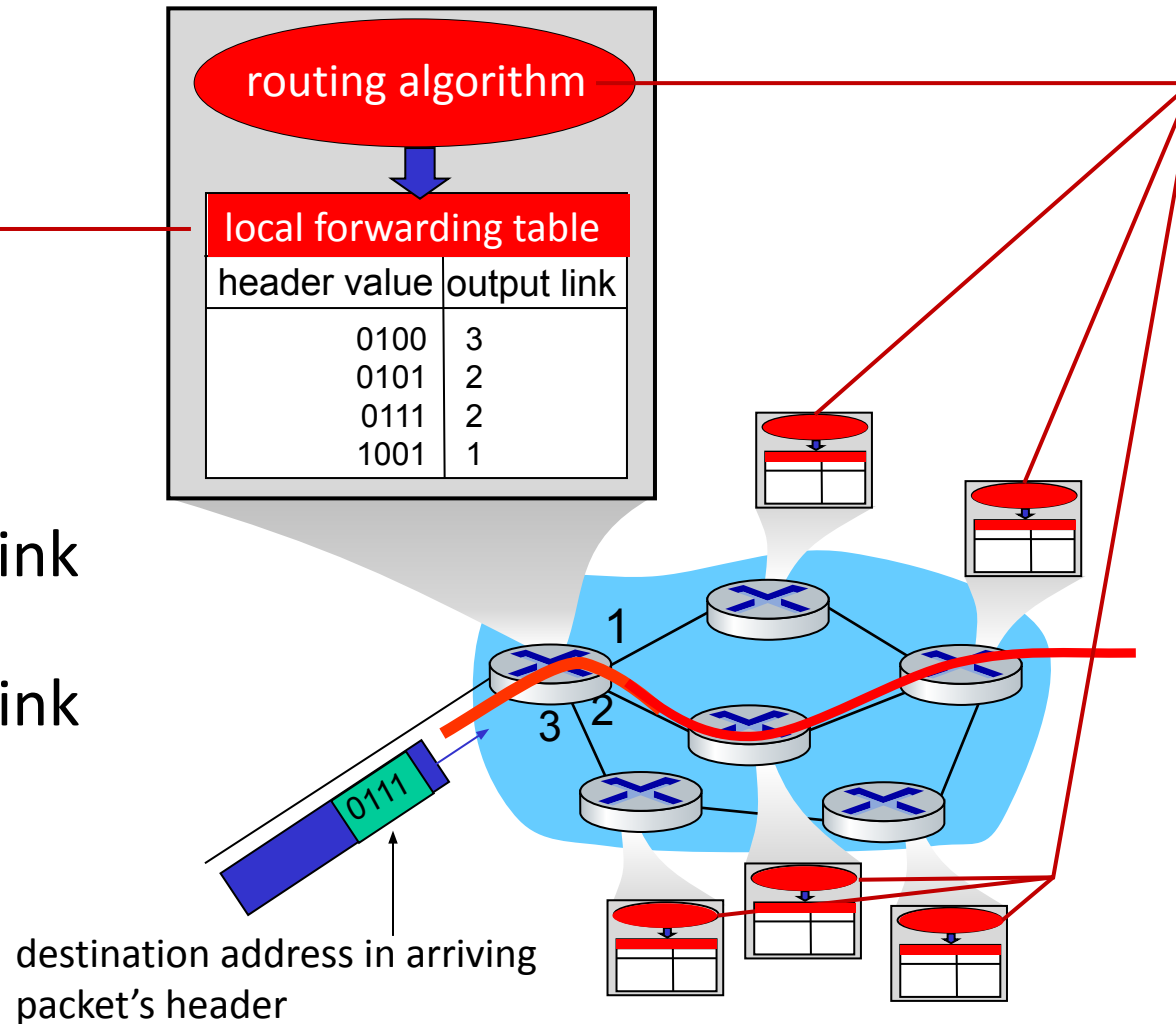 routing algorithm
local forwarding table
header value output link
0100 3
0101 2
0111 2
1001 1
ink
ink
1
2
3
0111
destination address in arriving
packet's header